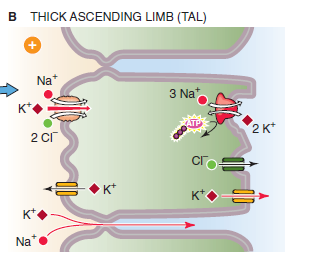 B THICK ASCENDING LIMB (TAL)
+
Na⁺
K⁺
2 Cl⁻
3 Na⁺
ATP
2 K⁺
Cl⁻
K⁺
K⁺
K⁺
Na⁺